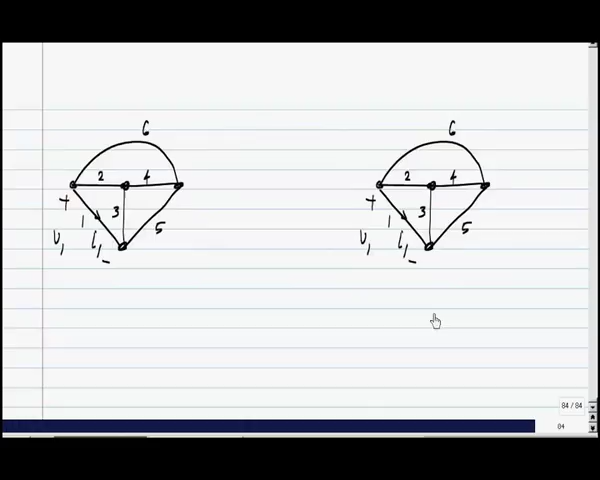 6 6
2 4 2 4
+ 1 3 5 + 1 3 5
v₁ i₁ - v₁ i₁ -
84 / 84
84